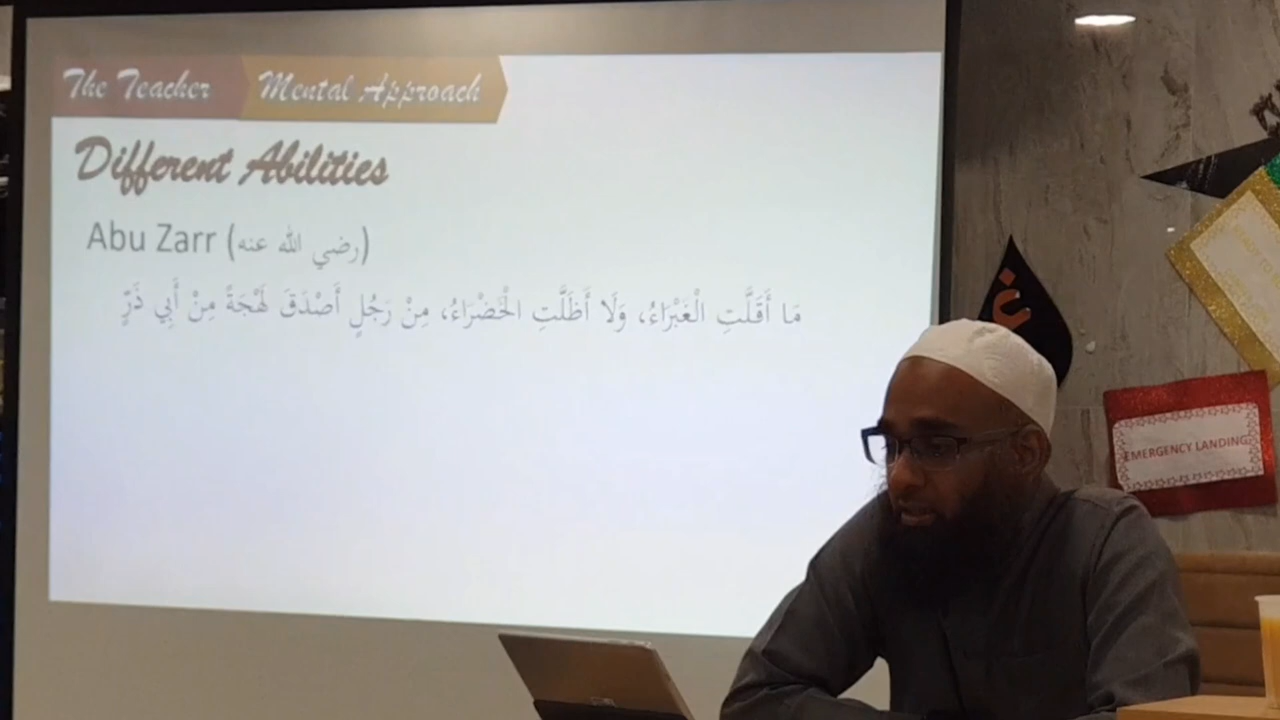 The Teacher
Mental Approach
Different Abilities
Abu Zarr (رضي الله عنه)
مَا أَقَلَّتِ الْغَبْرَاءُ، وَلَا أَظَلَّتِ الْخَضْرَاءُ، مِنْ رَجُلٍ أَصْدَقَ لَهْجَةً مِنْ أَبِي ذَرٍّ
غ
EMERGENCY LANDING